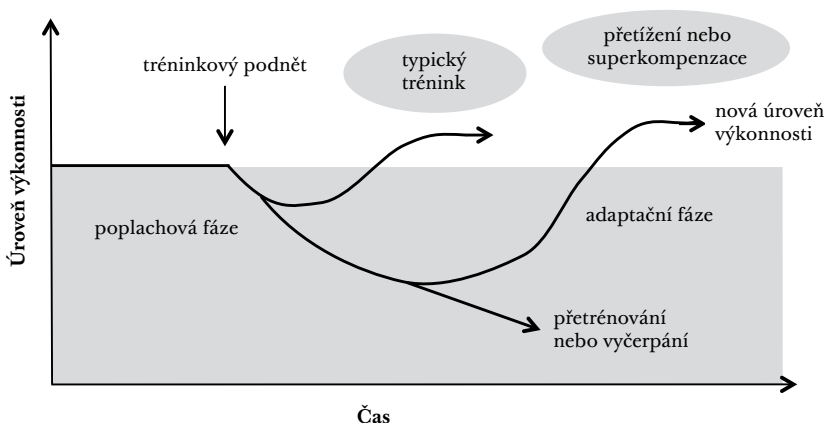 přetížení nebo
superkompenzace
typický
trénink
tréninkový podnět
nová úroveň
výkonnosti
Úroveň výkonnosti
poplachová fáze
adaptační fáze
přetrénování
nebo vyčerpání
Čas